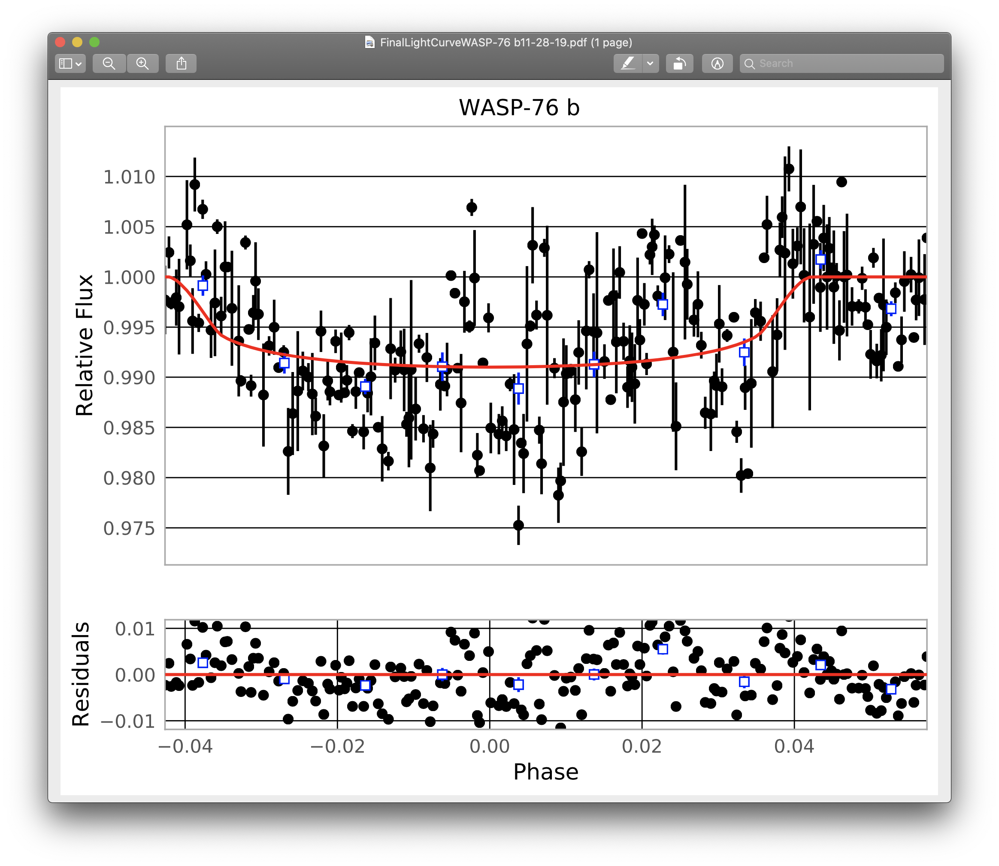 FinalLightCurveWASP-76 b11-28-19.pdf (1 page)
Search
WASP-76 b
Relative Flux
1.010
1.005
1.000
0.995
0.990
0.985
0.980
0.975
Residuals
0.01
0.00
−0.01
−0.04 −0.02 0.00 0.02 0.04
Phase